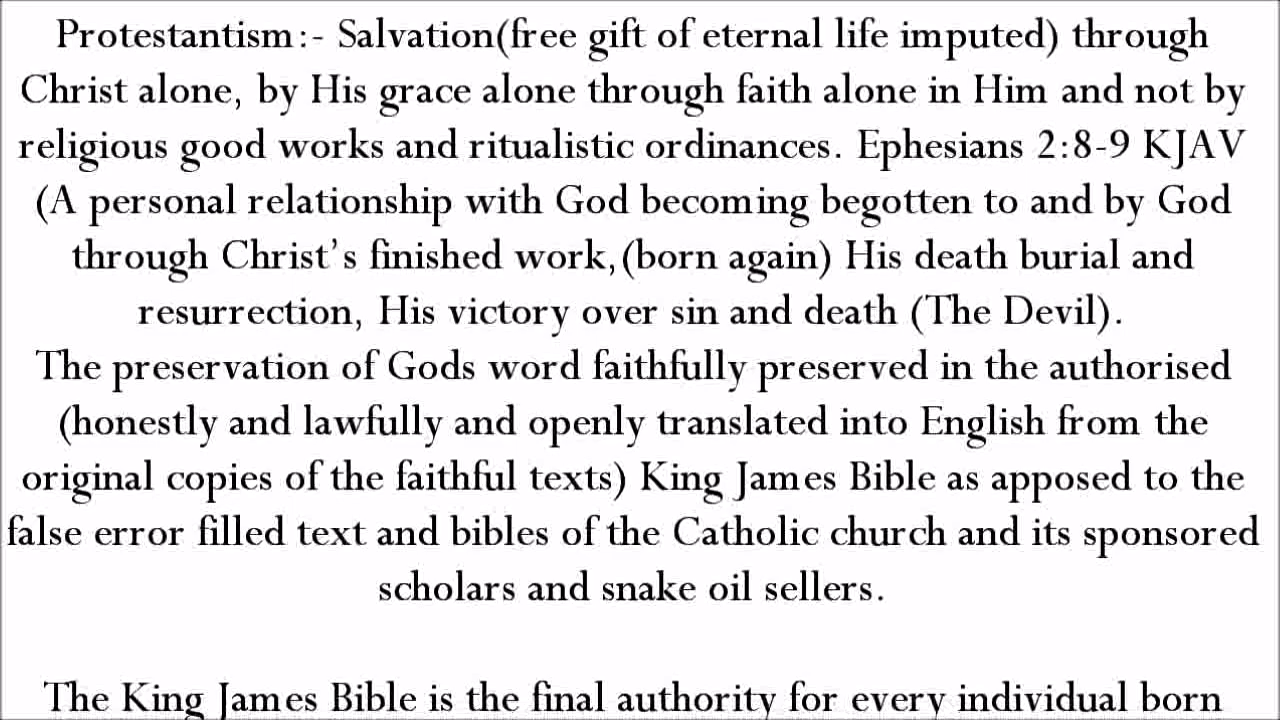 Protestantism:- Salvation(free gift of eternal life imputed) through
Christ alone, by His grace alone through faith alone in Him and not by
religious good works and ritualistic ordinances. Ephesians 2:8-9 KJAV
(A personal relationship with God becoming begotten to and by God
through Christ's finished work,(born again) His death burial and
resurrection, His victory over sin and death (The Devil).
The preservation of Gods word faithfully preserved in the authorised
(honestly and lawfully and openly translated into English from the
original copies of the faithful texts) King James Bible as apposed to the
false error filled text and bibles of the Catholic church and its sponsored
scholars and snake oil sellers.
The King James Bible is the final authority for every individual born